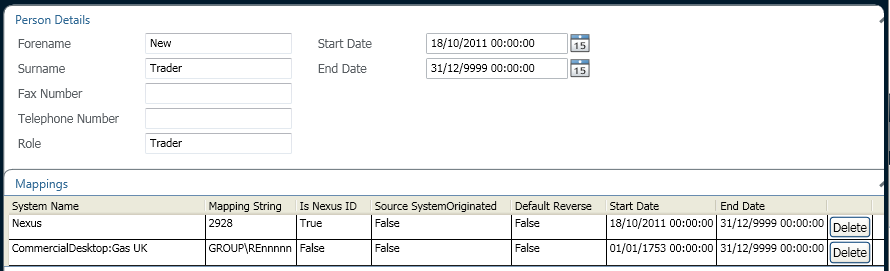 Person Details
Forename New Start Date 18/10/2011 00:00:00 15
Surname Trader End Date 31/12/9999 00:00:00 15
Fax Number
Telephone Number
Role Trader
Mappings
System Name Mapping String Is Nexus ID Source SystemOriginated Default Reverse Start Date End Date
Nexus 2928 True False False 18/10/2011 00:00:00 31/12/9999 00:00:00 Delete
CommercialDesktop:Gas UK GROUP\REnnnnn False False False 01/01/1753 00:00:00 31/12/9999 00:00:00 Delete